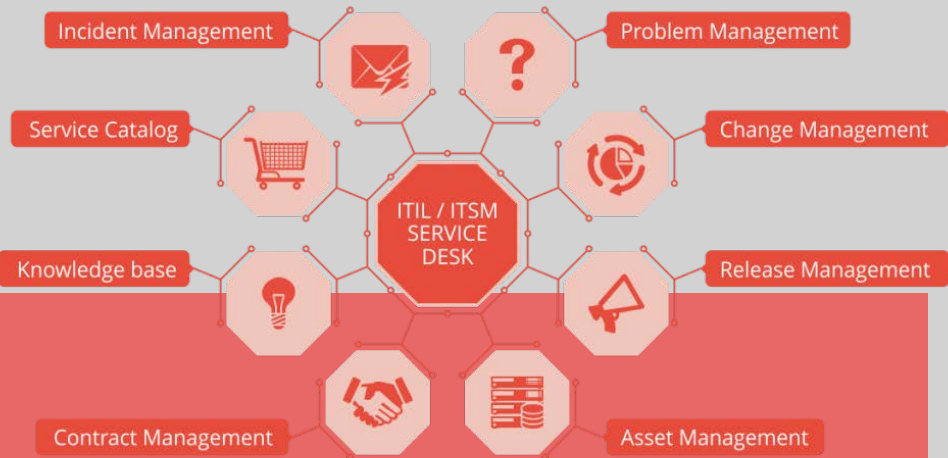 Incident Management
Problem Management
Service Catalog
Change Management
ITIL / ITSM
SERVICE
DESK
Knowledge base
Release Management
Contract Management
Asset Management